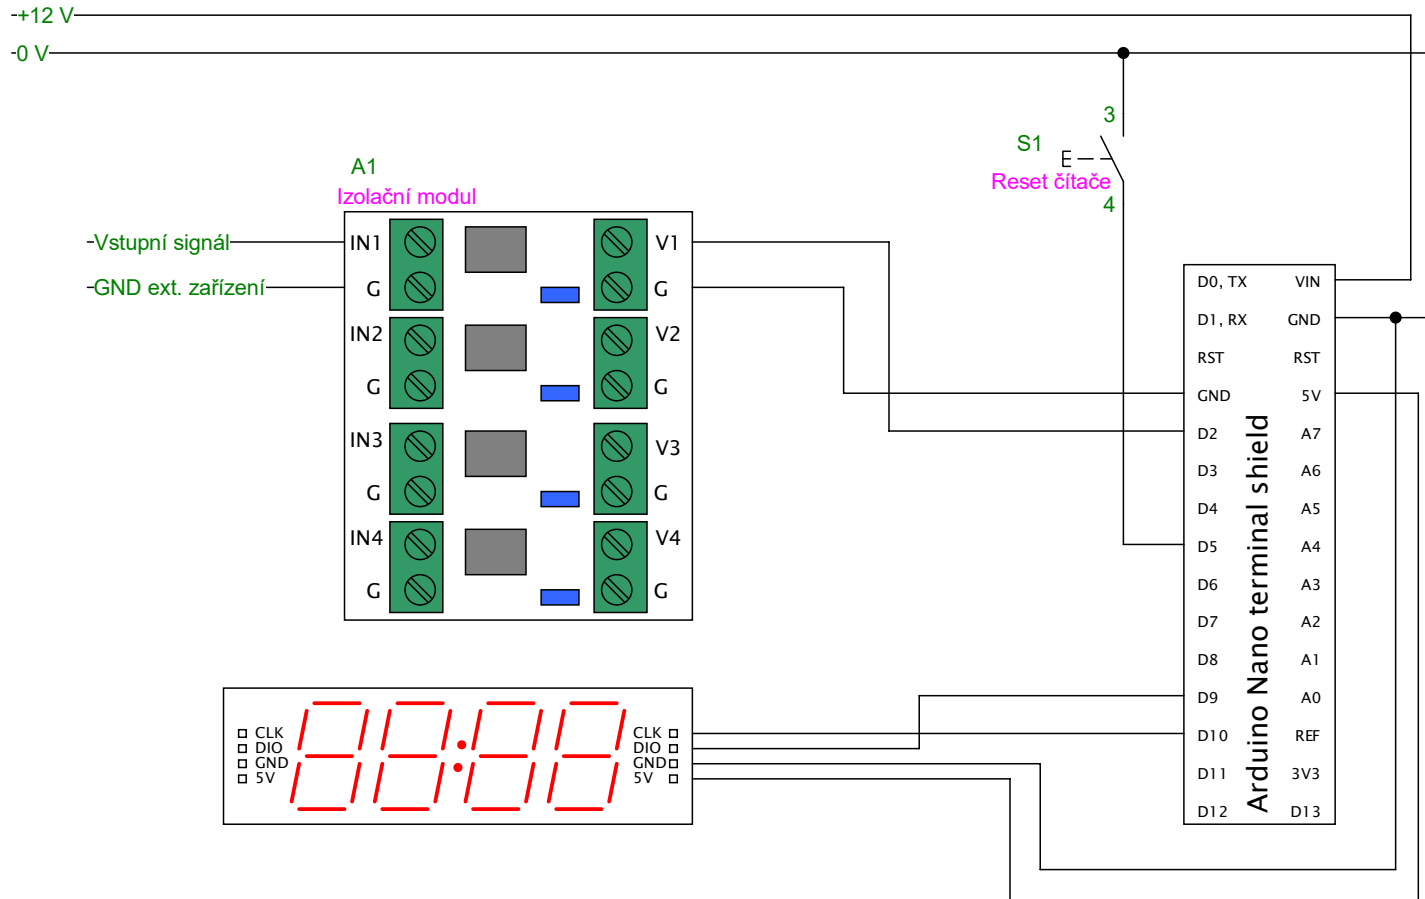 +12 V
0 V
3
S1
Reset čítače
4
A1
Izolační modul
Vstupní signál
GND ext. zařízení
IN1
G
IN2
G
IN3
G
IN4
G
V1
G
V2
G
V3
G
V4
G
D0, TX
D1, RX
RST
GND
D2
D3
D4
D5
D6
D7
D8
D9
D10
D11
D12
Arduino Nano terminal shield
VIN
GND
RST
5V
A7
A6
A5
A4
A3
A2
A1
A0
REF
3V3
D13
CLK
DIO
GND
5V
88:88
CLK
DIO
GND
5V